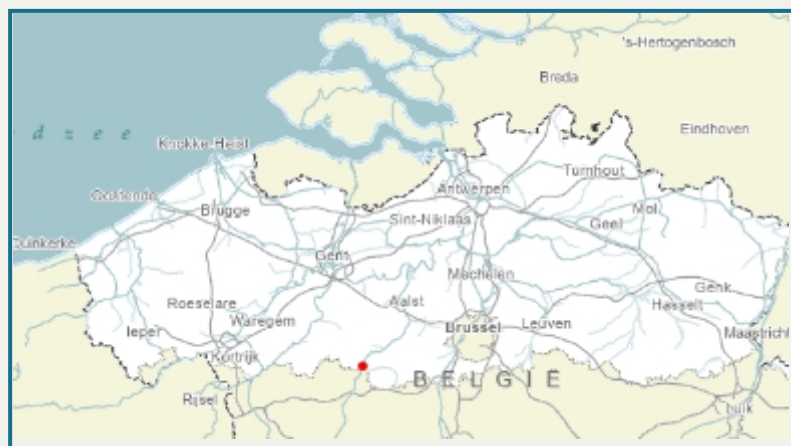 's-Hertogenbosch
Breda
Eindhoven
d z e e
Knokke-Heist
Turnhout
Antwerpen
Oostende
Brugge
Mol
Sint-Niklaas
Geel
Duinkerke
Gent
Mechelen
Genk
Roeselare
Aalst
Hasselt
Waregem
Brussel
Leuven
Ieper
Maastricht
Kortrijk
BELGIË
Rijsel
Luik